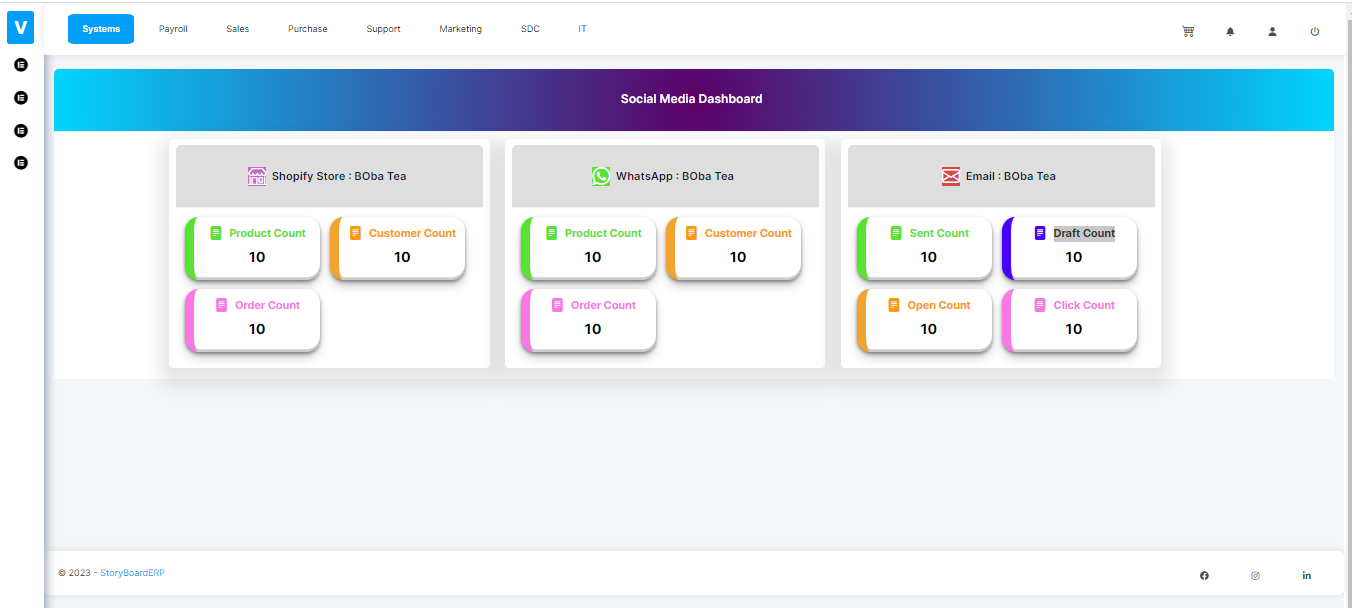 V
Systems Payroll Sales Purchase Support Marketing SDC IT
Social Media Dashboard
Shopify Store : BOba Tea
Product Count
10
Customer Count
10
Order Count
10
WhatsApp : BOba Tea
Product Count
10
Customer Count
10
Order Count
10
Email : BOba Tea
Sent Count
10
Draft Count
10
Open Count
10
Click Count
10
© 2023 - StoryBoardERP